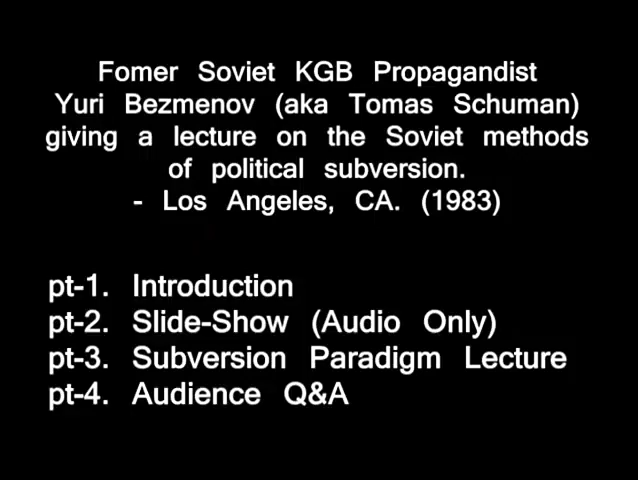 Fomer Soviet KGB Propagandist
Yuri Bezmenov (aka Tomas Schuman)
giving a lecture on the Soviet methods
of political subversion.
- Los Angeles, CA. (1983)
pt-1. Introduction
pt-2. Slide-Show (Audio Only)
pt-3. Subversion Paradigm Lecture
pt-4. Audience Q&A